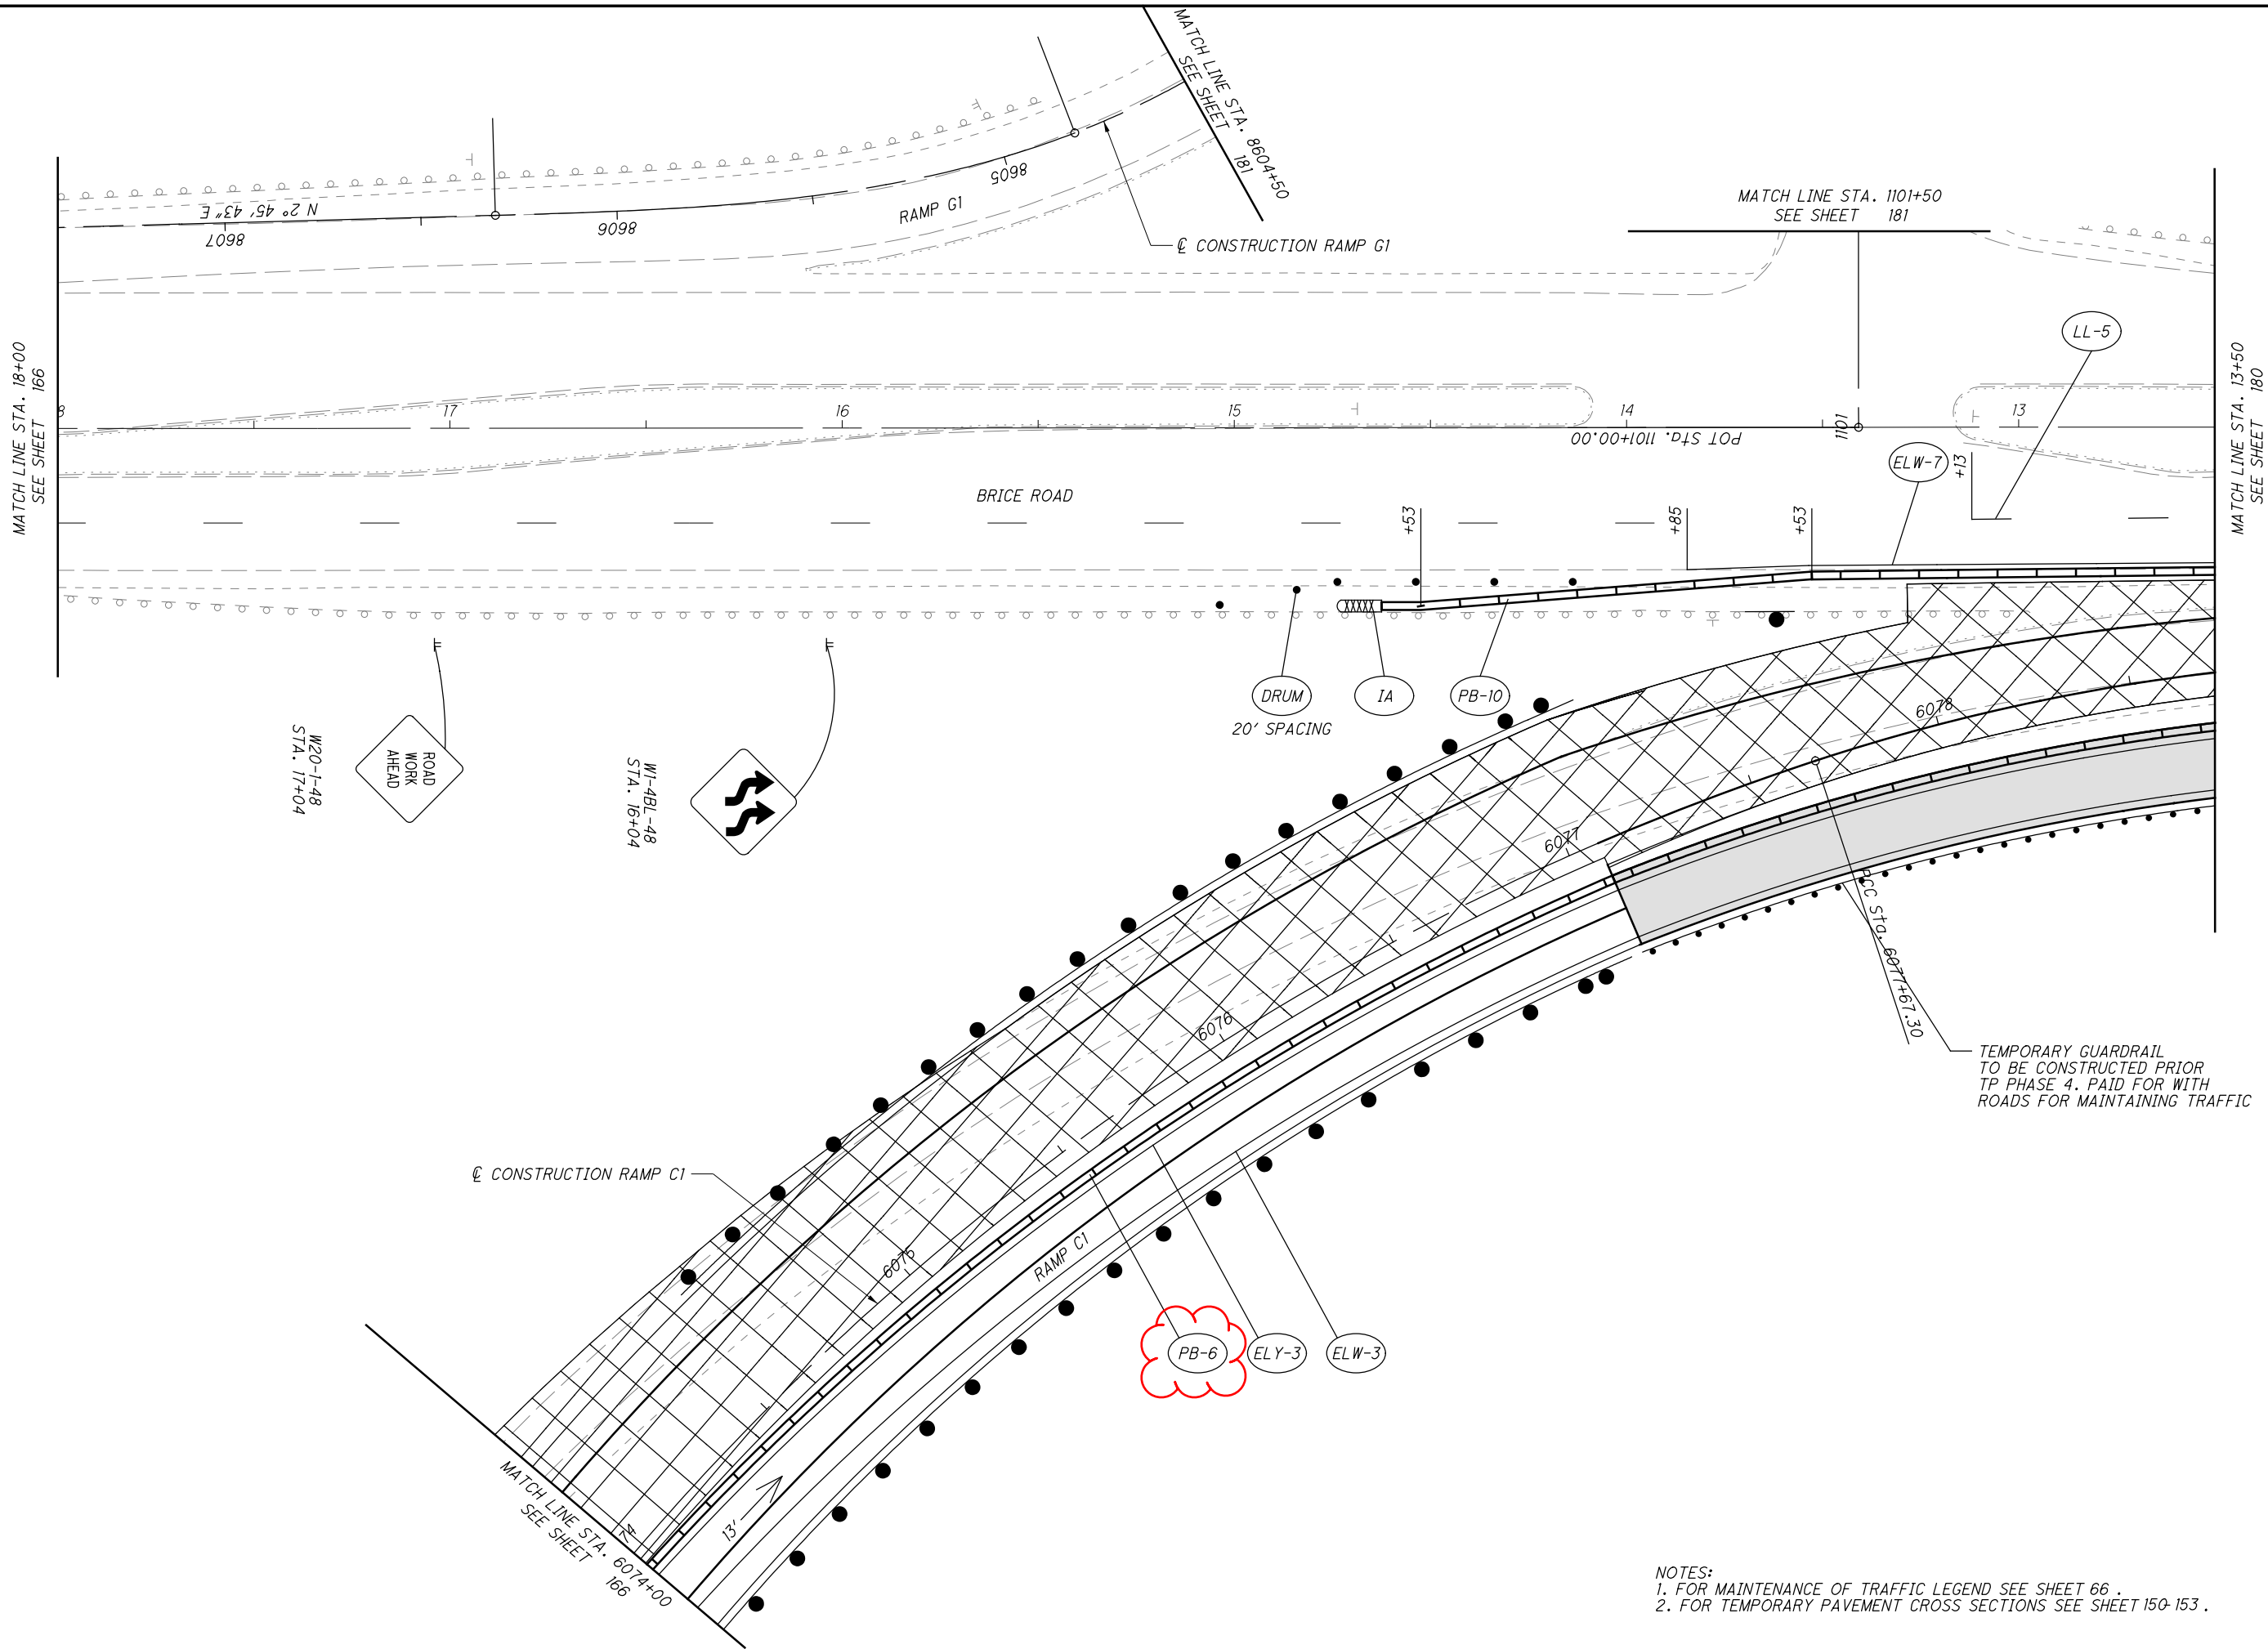 MATCH LINE STA. 8604+50
SEE SHEET 181
MATCH LINE STA. 1101+50
SEE SHEET 181
MATCH LINE STA. 18+00
SEE SHEET 166
MATCH LINE STA. 13+50
SEE SHEET 180
N 2° 45' 43" E
8607
8606
8605
RAMP G1
℄ CONSTRUCTION RAMP G1
LL-5
8
17
16
15
14
13
POT Sta. 1101+00.00
1101
ELW-7
+13
BRICE ROAD
+53
+85
+53
DRUM
20' SPACING
IA
PB-10
W20-1-48
STA. 17+04
ROAD
WORK
AHEAD
W1-4BL-48
STA. 16+04
6078
6077
6076
6075
74
PCC Sta. 6077+67.30
TEMPORARY GUARDRAIL
TO BE CONSTRUCTED PRIOR
TP PHASE 4. PAID FOR WITH
ROADS FOR MAINTAINING TRAFFIC
℄ CONSTRUCTION RAMP C1
RAMP C1
PB-6
ELY-3
ELW-3
13'
MATCH LINE STA. 6074+00
SEE SHEET 166
NOTES:
1. FOR MAINTENANCE OF TRAFFIC LEGEND SEE SHEET 66 .
2. FOR TEMPORARY PAVEMENT CROSS SECTIONS SEE SHEET 150-153 .